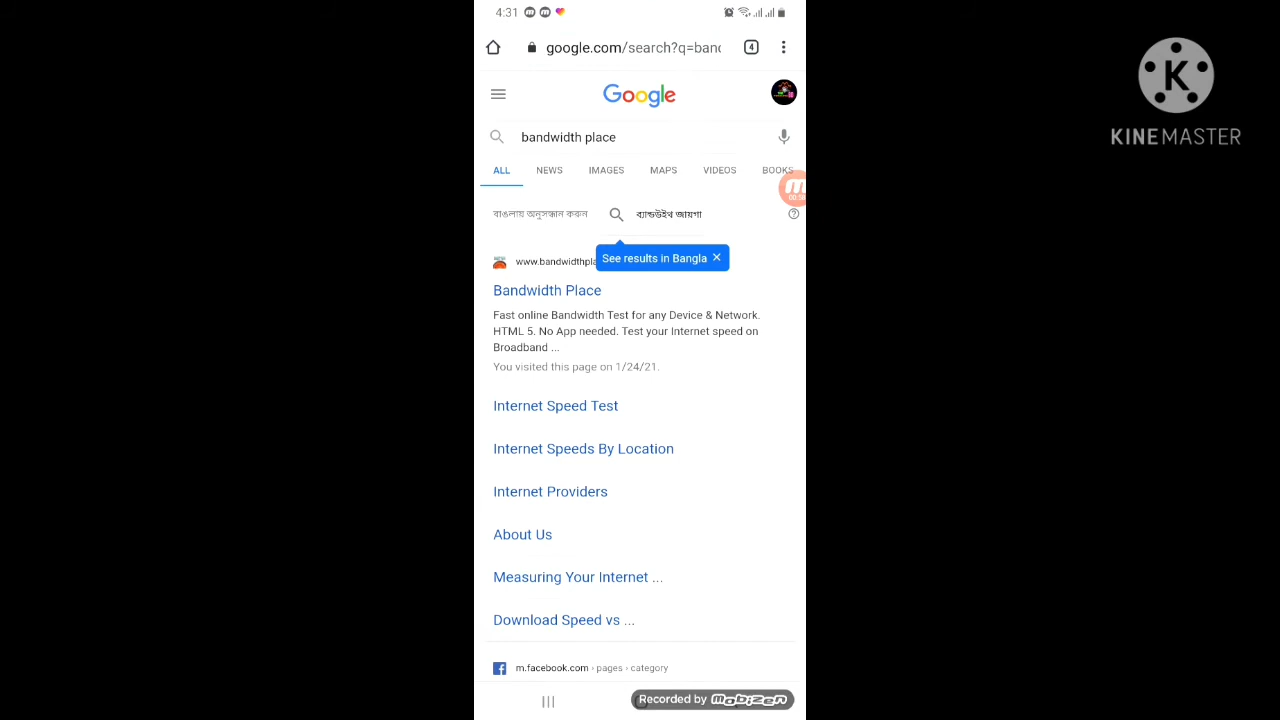 4:31
google.com/search?q=band
4
Google
KINEMASTER
bandwidth place
ALL NEWS IMAGES MAPS VIDEOS BOOKS
00:58
বাঙলায় অনুসন্ধান করুন ব্যান্ডউইথ জায়গা
See results in Bangla
www.bandwidthpla
Bandwidth Place
Fast online Bandwidth Test for any Device & Network.
HTML 5. No App needed. Test your Internet speed on
Broadband ...
You visited this page on 1/24/21.
Internet Speed Test
Internet Speeds By Location
Internet Providers
About Us
Measuring Your Internet ...
Download Speed vs ...
m.facebook.com › pages › category
Recorded by mobizen